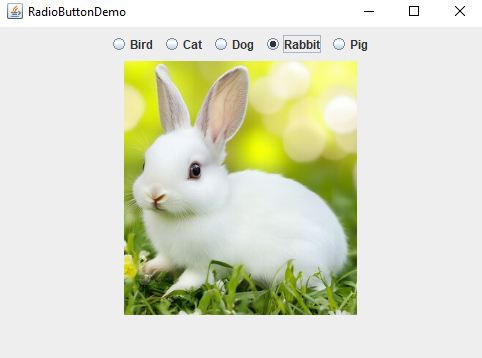 RadioButtonDemo
Bird Cat Dog Rabbit Pig